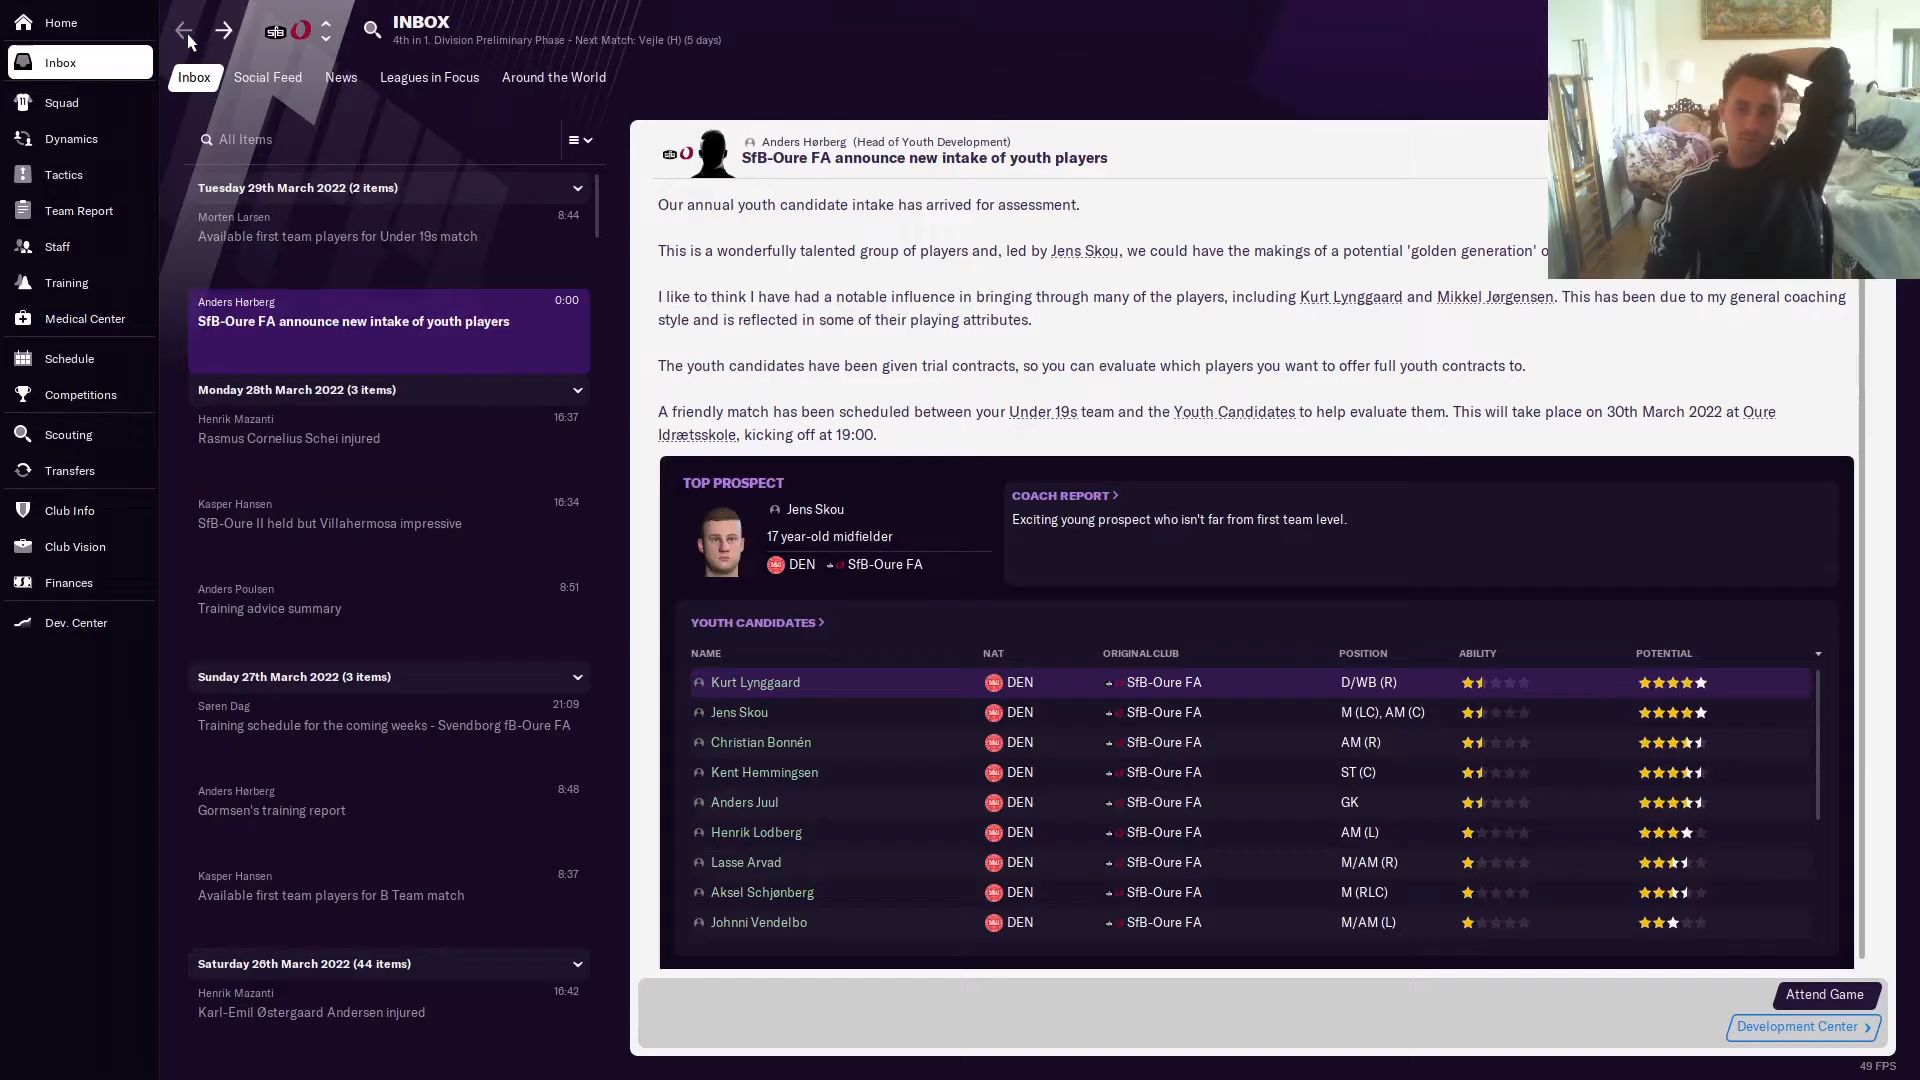 Home
Inbox
Squad
Dynamics
Tactics
Team Report
Staff
Training
Medical Center
Schedule
Competitions
Scouting
Transfers
Club Info
Club Vision
Finances
Dev. Center
INBOX
4th in 1. Division Preliminary Phase - Next Match: Vejle (H) (5 days)
Inbox Social Feed News Leagues in Focus Around the World
All Items
Tuesday 29th March 2022 (2 items)
Morten Larsen 8:44
Available first team players for Under 19s match
Anders Hørberg 0:00
SfB-Oure FA announce new intake of youth players
Monday 28th March 2022 (3 items)
Henrik Mazanti 16:37
Rasmus Cornelius Schei injured
Kasper Hansen 16:34
SfB-Oure II held but Villahermosa impressive
Anders Poulsen 8:51
Training advice summary
Sunday 27th March 2022 (3 items)
Søren Dag 21:09
Training schedule for the coming weeks - Svendborg fB-Oure FA
Anders Hørberg 8:48
Gormsen's training report
Kasper Hansen 8:37
Available first team players for B Team match
Saturday 26th March 2022 (44 items)
Henrik Mazanti 16:42
Karl-Emil Østergaard Andersen injured
Anders Hørberg (Head of Youth Development)
SfB-Oure FA announce new intake of youth players
Our annual youth candidate intake has arrived for assessment.
This is a wonderfully talented group of players and, led by Jens Skou, we could have the makings of a potential 'golden generation'
I like to think I have had a notable influence in bringing through many of the players, including Kurt Lynggaard and Mikkel Jørgensen. This has been due to my general coaching
style and is reflected in some of their playing attributes.
The youth candidates have been given trial contracts, so you can evaluate which players you want to offer full youth contracts to.
A friendly match has been scheduled between your Under 19s team and the Youth Candidates to help evaluate them. This will take place on 30th March 2022 at Oure
Idrætsskole, kicking off at 19:00.
TOP PROSPECT
Jens Skou
17 year-old midfielder
DEN SfB-Oure FA
COACH REPORT >
Exciting young prospect who isn't far from first team level.
YOUTH CANDIDATES >
NAME NAT ORIGINAL CLUB POSITION ABILITY POTENTIAL
Kurt Lynggaard DEN SfB-Oure FA D/WB (R)
Jens Skou DEN SfB-Oure FA M (LC), AM (C)
Christian Bonnén DEN SfB-Oure FA AM (R)
Kent Hemmingsen DEN SfB-Oure FA ST (C)
Anders Juul DEN SfB-Oure FA GK
Henrik Lodberg DEN SfB-Oure FA AM (L)
Lasse Arvad DEN SfB-Oure FA M/AM (R)
Aksel Schjønberg DEN SfB-Oure FA M (RLC)
Johnni Vendelbo DEN SfB-Oure FA M/AM (L)
Attend Game
Development Center >
49 FPS